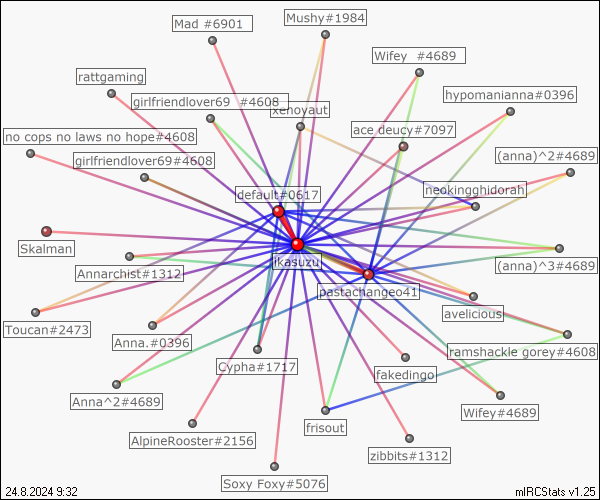 Mad #6901
Mushy#1984
Wifey  #4689
rattgaming
hypomanianna#0396
girlfriendlover69 #4608
xenoyaut
ace deucy#7097
no cops no laws no hope#4608
girlfriendlover69#4608
(anna)^2#4689
default#0617
neokingghidorah
Skalman
jkasuzu
Annarchist#1312
(anna)^3#4689
pastachangeo41
avelicious
Toucan#2473
Anna.#0396
ramshackle gorey#4608
Cypha#1717
fakedingo
Anna^2#4689
Wifey#4689
frisout
AlpineRooster#2156
zibbits#1312
Soxy Foxy#5076
24.8.2024 9:32
mIRCStats v1.25